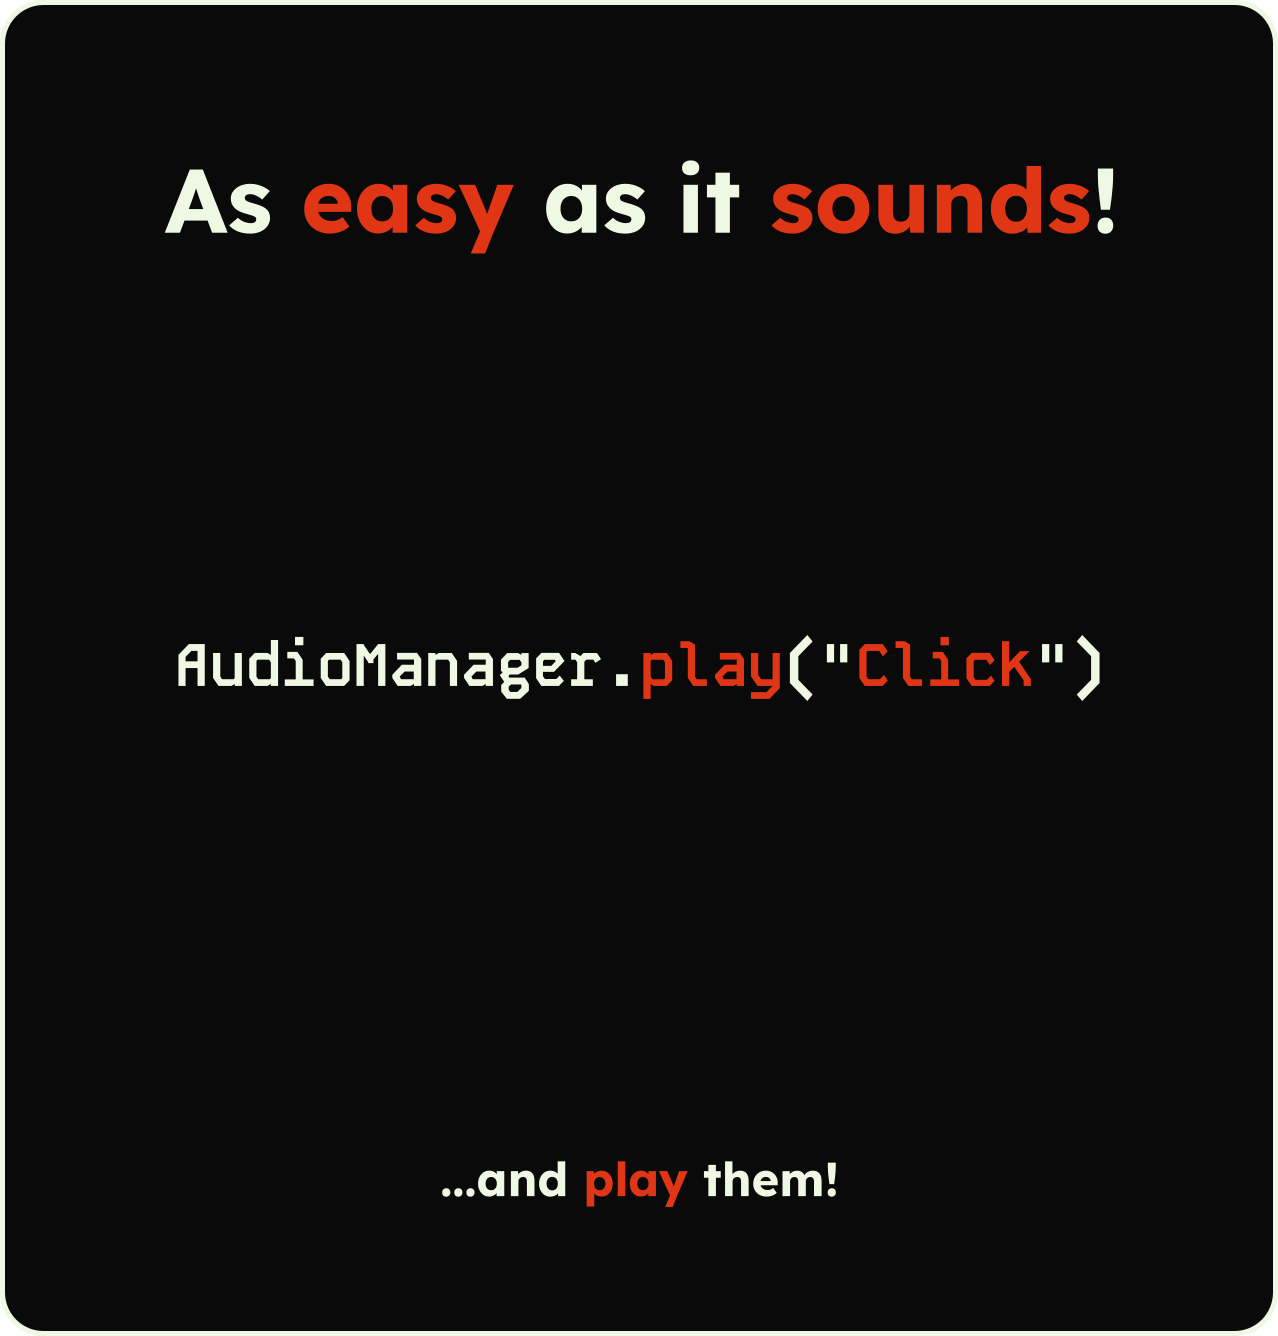 As easy as it sounds!
AudioManager.play("Click")
...and play them!